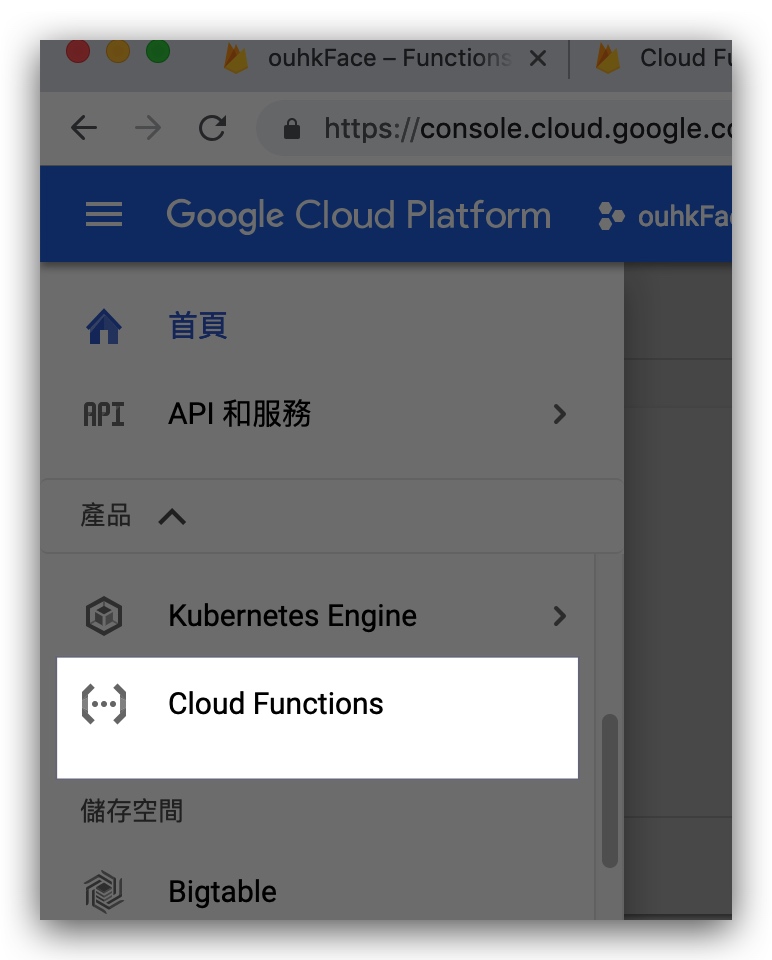 ouhkFace – Functions
Cloud Fu
https://console.cloud.google.co
Google Cloud Platform
ouhkFac
首頁
API
API 和服務
產品
Kubernetes Engine
Cloud Functions
儲存空間
Bigtable